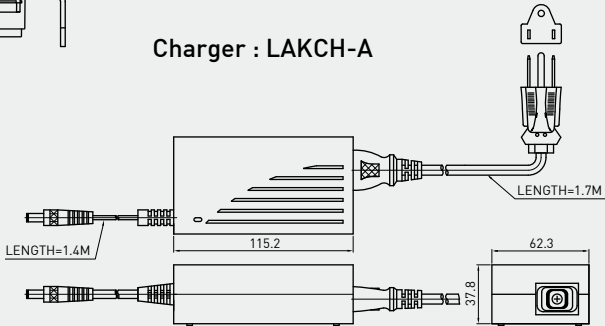 Charger : LAKCH-A
LENGTH=1.7M
LENGTH=1.4M
115.2
62.3
37.8